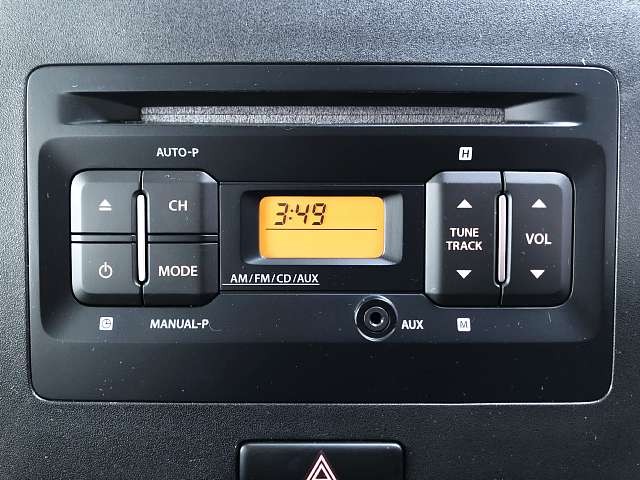 AUTO-P
H
CH
3:49
TUNE
TRACK
VOL
MODE
AM/FM/CD/AUX
MANUAL-P
AUX
M